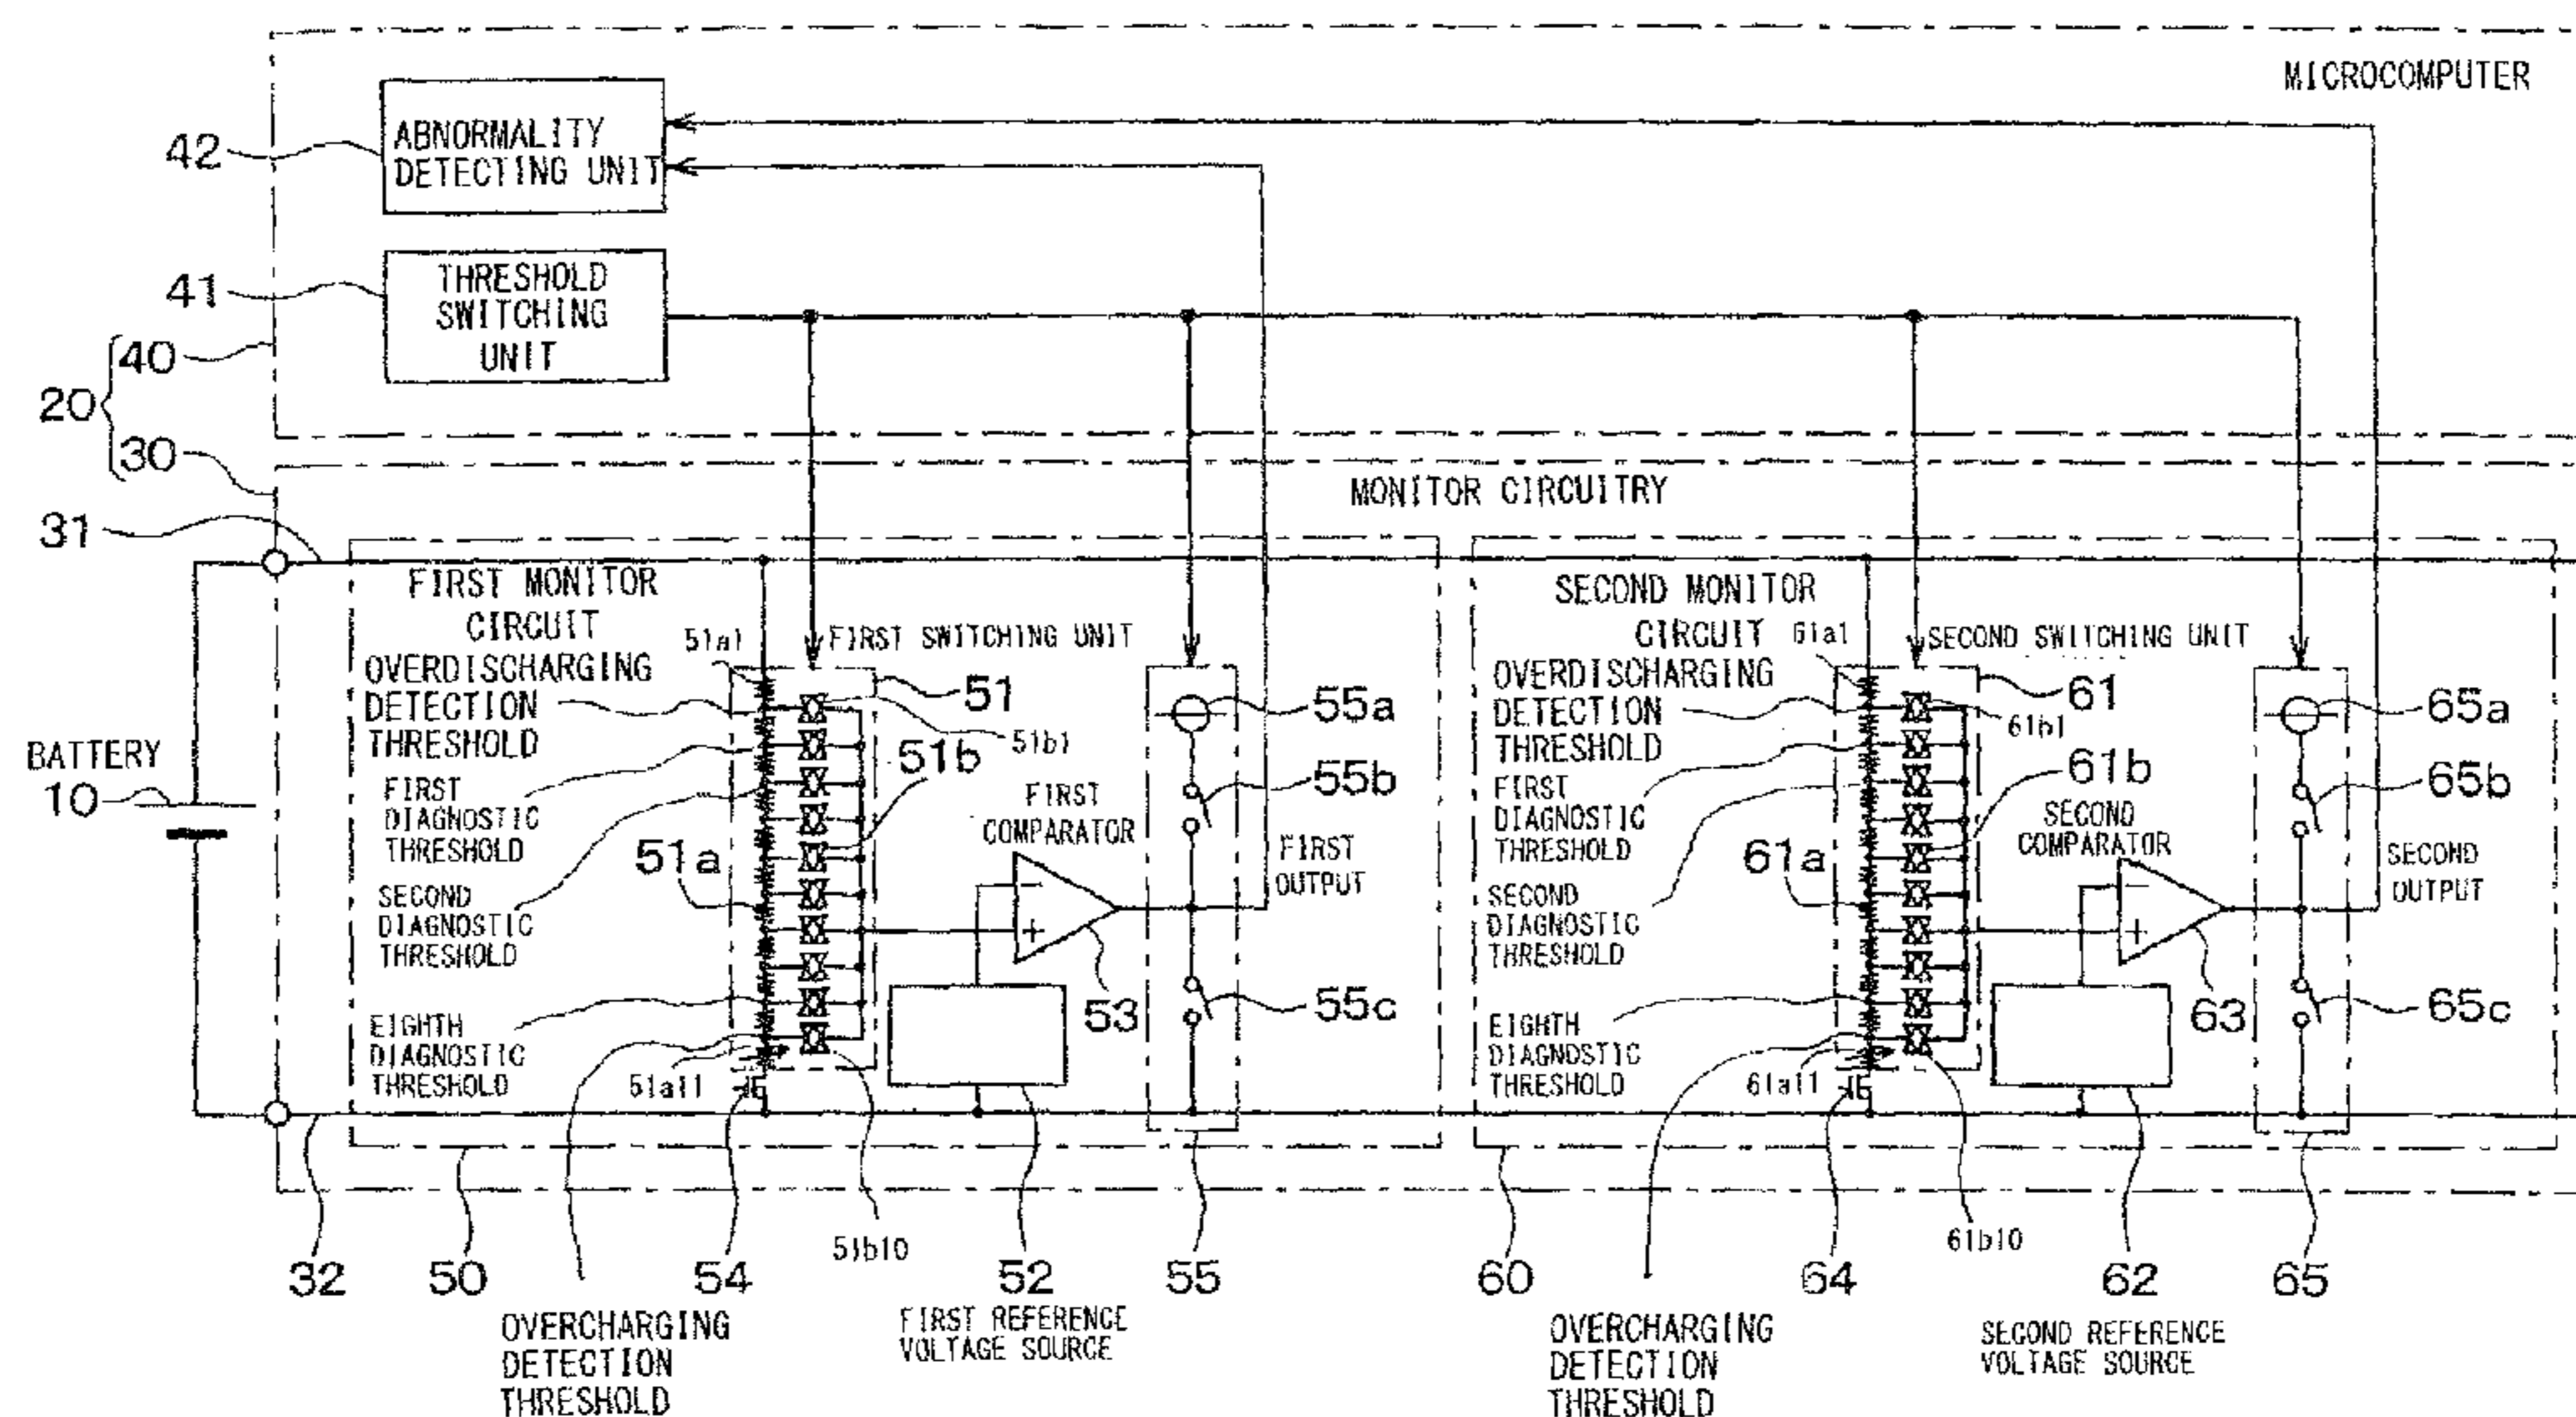 MICROCOMPUTER
42
ABNORMALITY
DETECTING UNIT
41
THRESHOLD
SWITCHING
UNIT
20
40
30
MONITOR CIRCUITRY
31
FIRST MONITOR
CIRCUIT
OVERDISCHARGING
DETECTION
THRESHOLD
51a1
FIRST SWITCHING UNIT
51
51b1
51b
BATTERY
10
FIRST
DIAGNOSTIC
THRESHOLD
51a
SECOND
DIAGNOSTIC
THRESHOLD
EIGHTH
DIAGNOSTIC
THRESHOLD
51a11
FIRST
COMPARATOR
−
+
53
55a
55b
55c
FIRST
OUTPUT
SECOND MONITOR
CIRCUIT
61a1
OVERDISCHARGING
DETECTION
THRESHOLD
SECOND SWITCHING UNIT
61
61b1
61b
FIRST
DIAGNOSTIC
THRESHOLD
61a
SECOND
DIAGNOSTIC
THRESHOLD
EIGHTH
DIAGNOSTIC
THRESHOLD
61a11
SECOND
COMPARATOR
−
+
63
65a
65b
65c
SECOND
OUTPUT
32
50
54
51b10
52
55
60
64
61b10
62
65
OVERCHARGING
DETECTION
THRESHOLD
FIRST REFERENCE
VOLTAGE SOURCE
OVERCHARGING
DETECTION
THRESHOLD
SECOND REFERENCE
VOLTAGE SOURCE